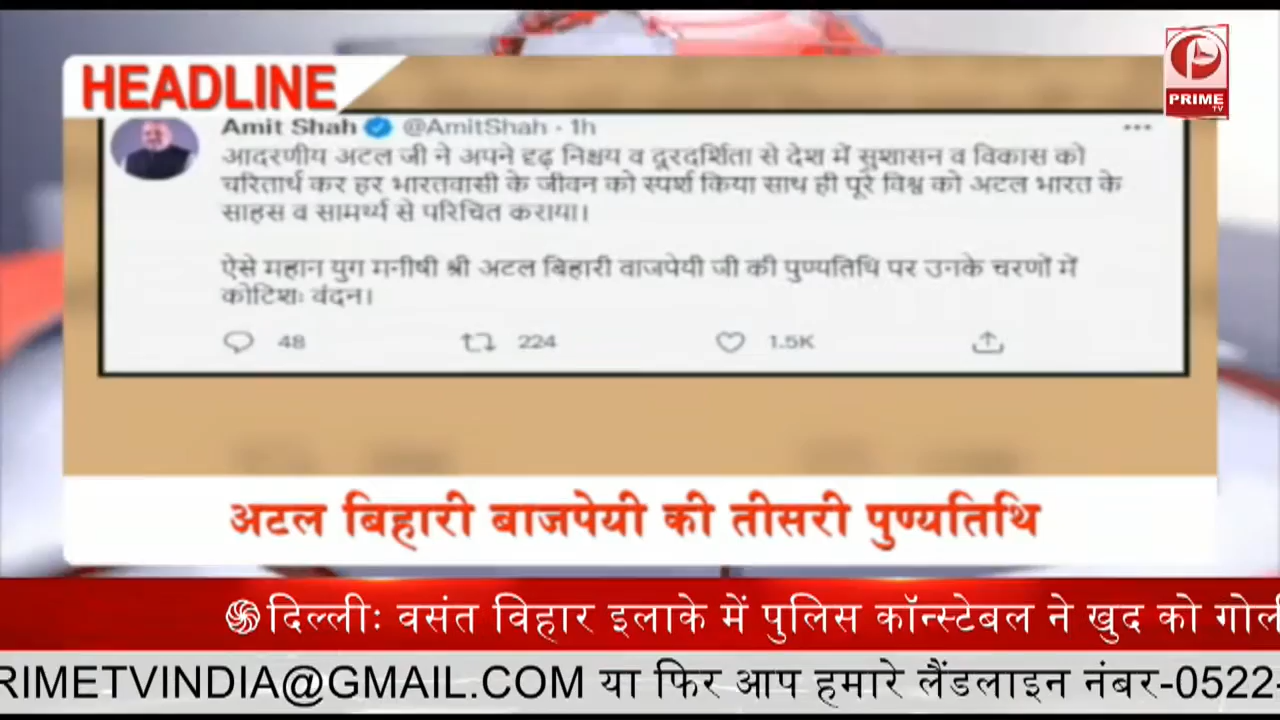 HEADLINE
PRIME
TV
Amit Shah @AmitShah · 1h
आदरणीय अटल जी ने अपने दृढ़ निश्चय व दूरदर्शिता से देश में सुशासन व विकास को
चरितार्थ कर हर भारतवासी के जीवन को स्पर्श किया साथ ही पूरे विश्व को अटल भारत के
साहस व सामर्थ्य से परिचित कराया।
ऐसे महान युग मनीषी श्री अटल बिहारी वाजपेयी जी की पुण्यतिथि पर उनके चरणों में
कोटिशः वंदन।
48 224 1.5K
अटल बिहारी बाजपेयी की तीसरी पुण्यतिथि
दिल्लीः वसंत विहार इलाके में पुलिस कॉन्स्टेबल ने खुद को गोली
RIMETVINDIA@GMAIL.COM या फिर आप हमारे लैंडलाइन नंबर-0522-